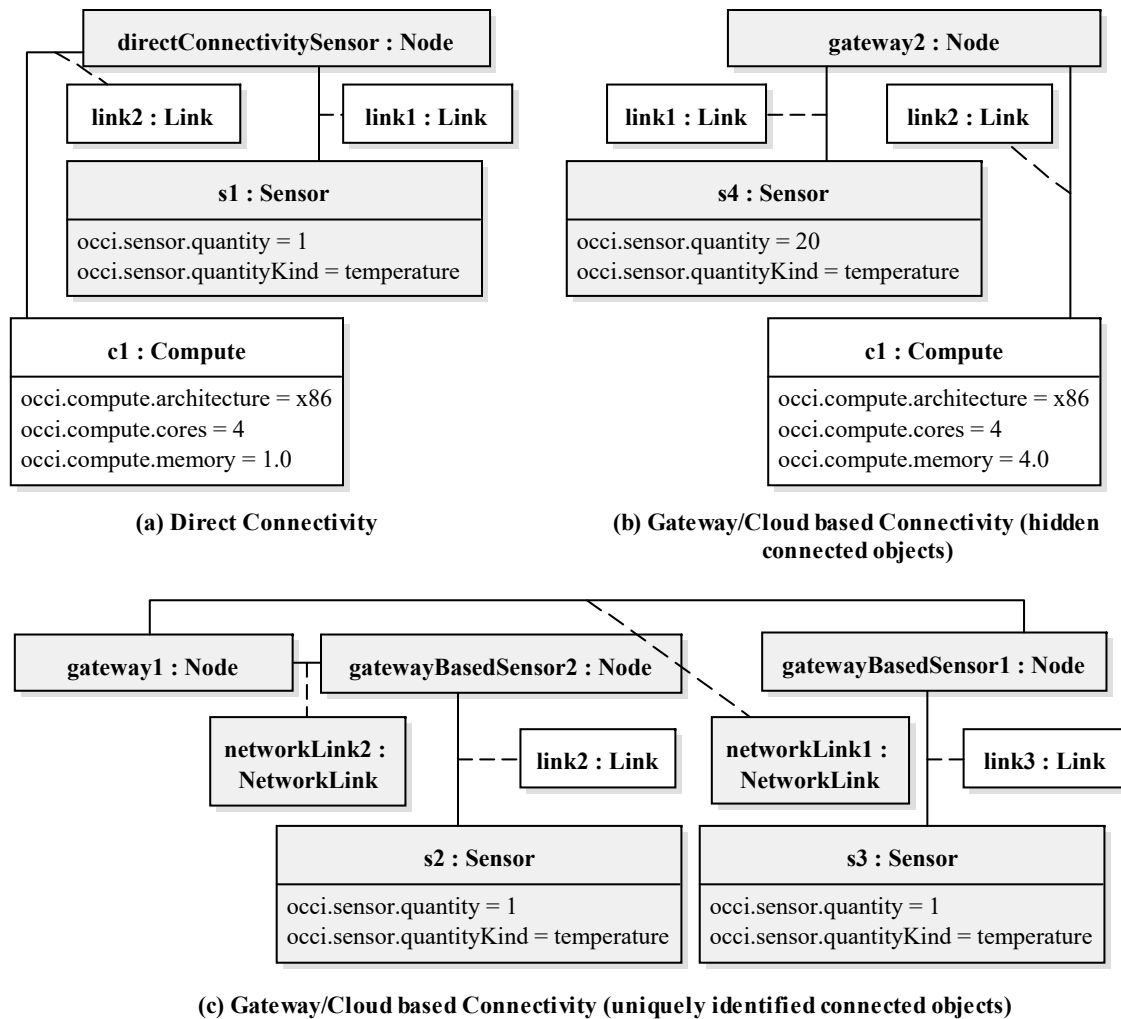 directConnectivitySensor : Node
link2 : Link
link1 : Link
s1 : Sensor
occi.sensor.quantity = 1
occi.sensor.quantityKind = temperature
c1 : Compute
occi.compute.architecture = x86
occi.compute.cores = 4
occi.compute.memory = 1.0
(a) Direct Connectivity
gateway2 : Node
link1 : Link
link2 : Link
s4 : Sensor
occi.sensor.quantity = 20
occi.sensor.quantityKind = temperature
c1 : Compute
occi.compute.architecture = x86
occi.compute.cores = 4
occi.compute.memory = 4.0
(b) Gateway/Cloud based Connectivity (hidden
connected objects)
gateway1 : Node
gatewayBasedSensor2 : Node
gatewayBasedSensor1 : Node
networkLink2 :
NetworkLink
link2 : Link
networkLink1 :
NetworkLink
link3 : Link
s2 : Sensor
occi.sensor.quantity = 1
occi.sensor.quantityKind = temperature
s3 : Sensor
occi.sensor.quantity = 1
occi.sensor.quantityKind = temperature
(c) Gateway/Cloud based Connectivity (uniquely identified connected objects)